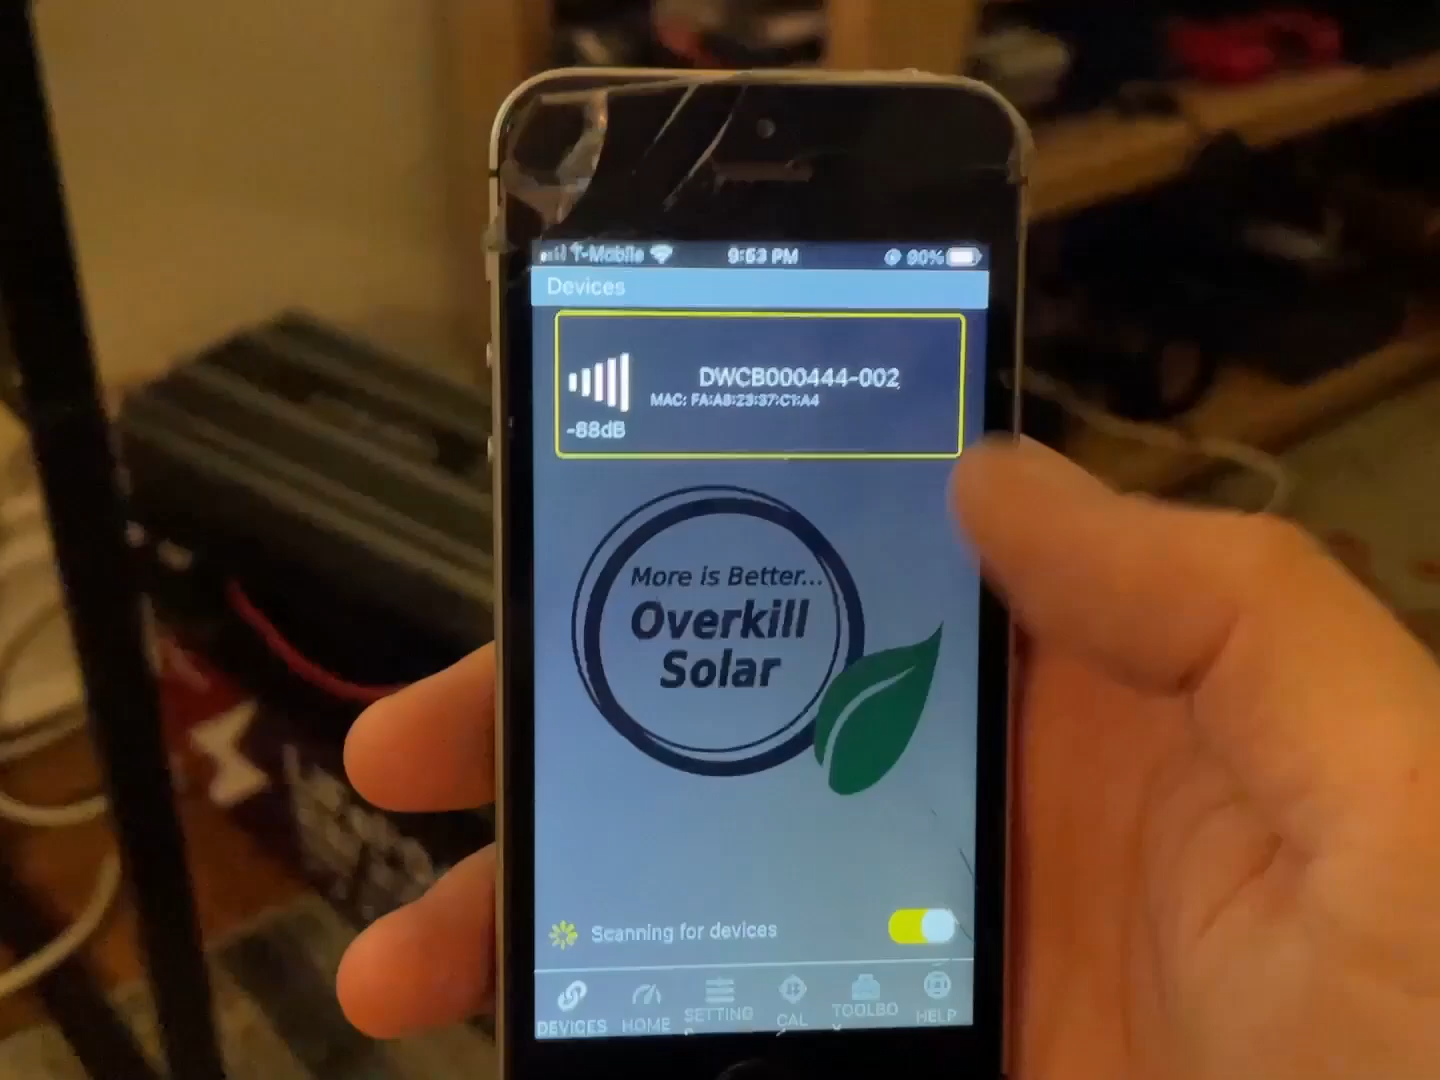 T-Mobile 9:53 PM 90%
Devices
DWCB000444-002
MAC: FA:A8:23:37:C1:A4
-88dB
More is Better...
Overkill
Solar
Scanning for devices
DEVICES HOME SETTING CAL TOOLBO HELP